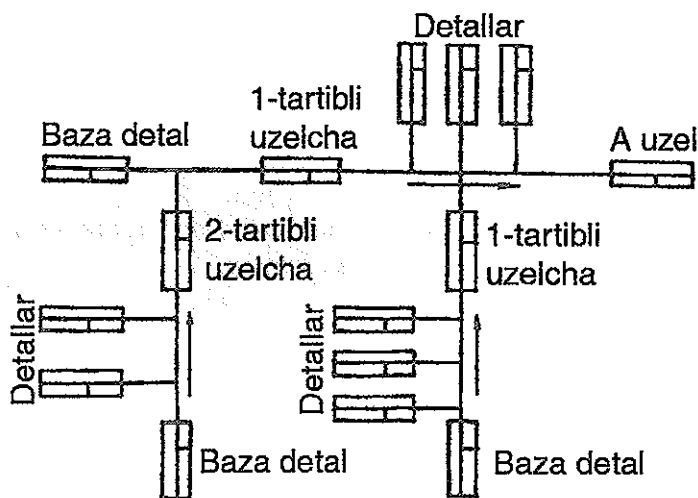 Detallar
1-tartibli
uzelcha
Baza detal
A uzel
2-tartibli
uzelcha
1-tartibli
uzelcha
Detallar
Detallar
Baza detal
Baza detal